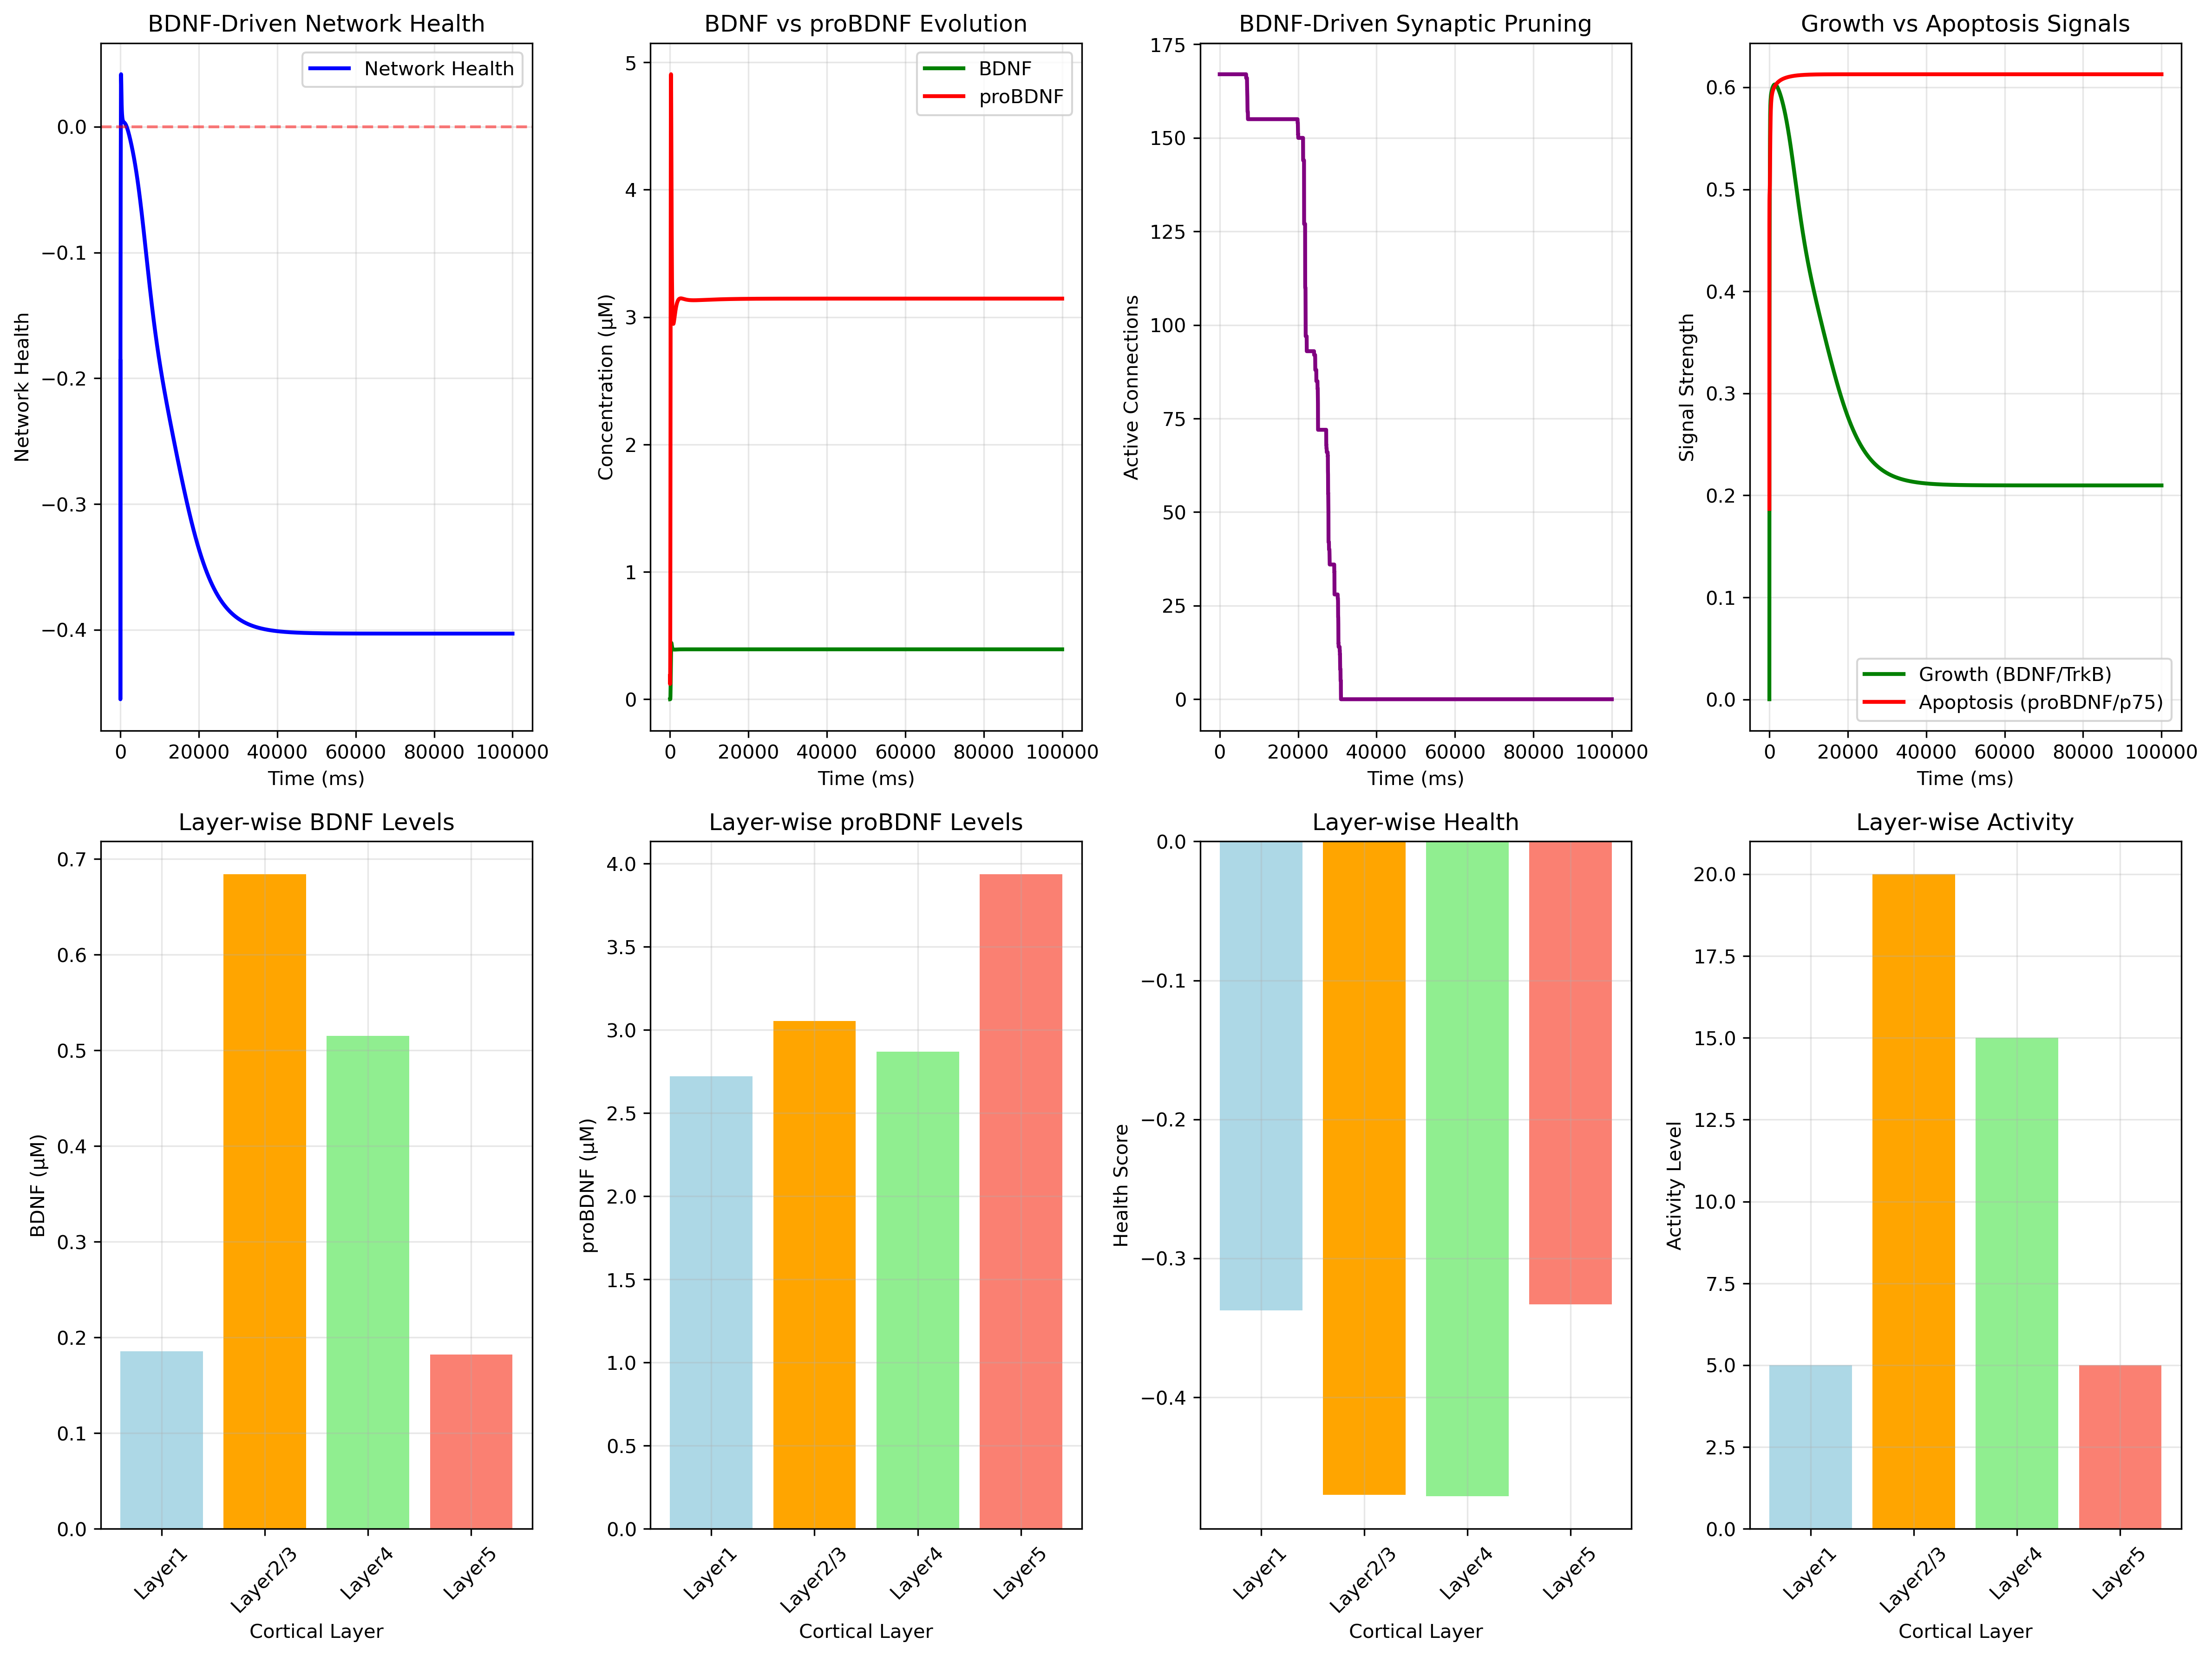 BDNF-Driven Network Health
Network Health
Network Health
0.0
−0.1
−0.2
−0.3
−0.4
0
20000
40000
60000
80000
100000
Time (ms)
BDNF vs proBDNF Evolution
BDNF
proBDNF
Concentration (μM)
5
4
3
2
1
0
0
20000
40000
60000
80000
100000
Time (ms)
BDNF-Driven Synaptic Pruning
Active Connections
175
150
125
100
75
50
25
0
0
20000
40000
60000
80000
100000
Time (ms)
Growth vs Apoptosis Signals
Signal Strength
0.6
0.5
0.4
0.3
0.2
0.1
0.0
Growth (BDNF/TrkB)
Apoptosis (proBDNF/p75)
0
20000
40000
60000
80000
100000
Time (ms)
Layer-wise BDNF Levels
BDNF (μM)
0.7
0.6
0.5
0.4
0.3
0.2
0.1
0.0
Layer1
Layer2/3
Layer4
Layer5
Cortical Layer
Layer-wise proBDNF Levels
proBDNF (μM)
4.0
3.5
3.0
2.5
2.0
1.5
1.0
0.5
0.0
Layer1
Layer2/3
Layer4
Layer5
Cortical Layer
Layer-wise Health
Health Score
0.0
−0.1
−0.2
−0.3
−0.4
Layer1
Layer2/3
Layer4
Layer5
Cortical Layer
Layer-wise Activity
Activity Level
20.0
17.5
15.0
12.5
10.0
7.5
5.0
2.5
0.0
Layer1
Layer2/3
Layer4
Layer5
Cortical Layer